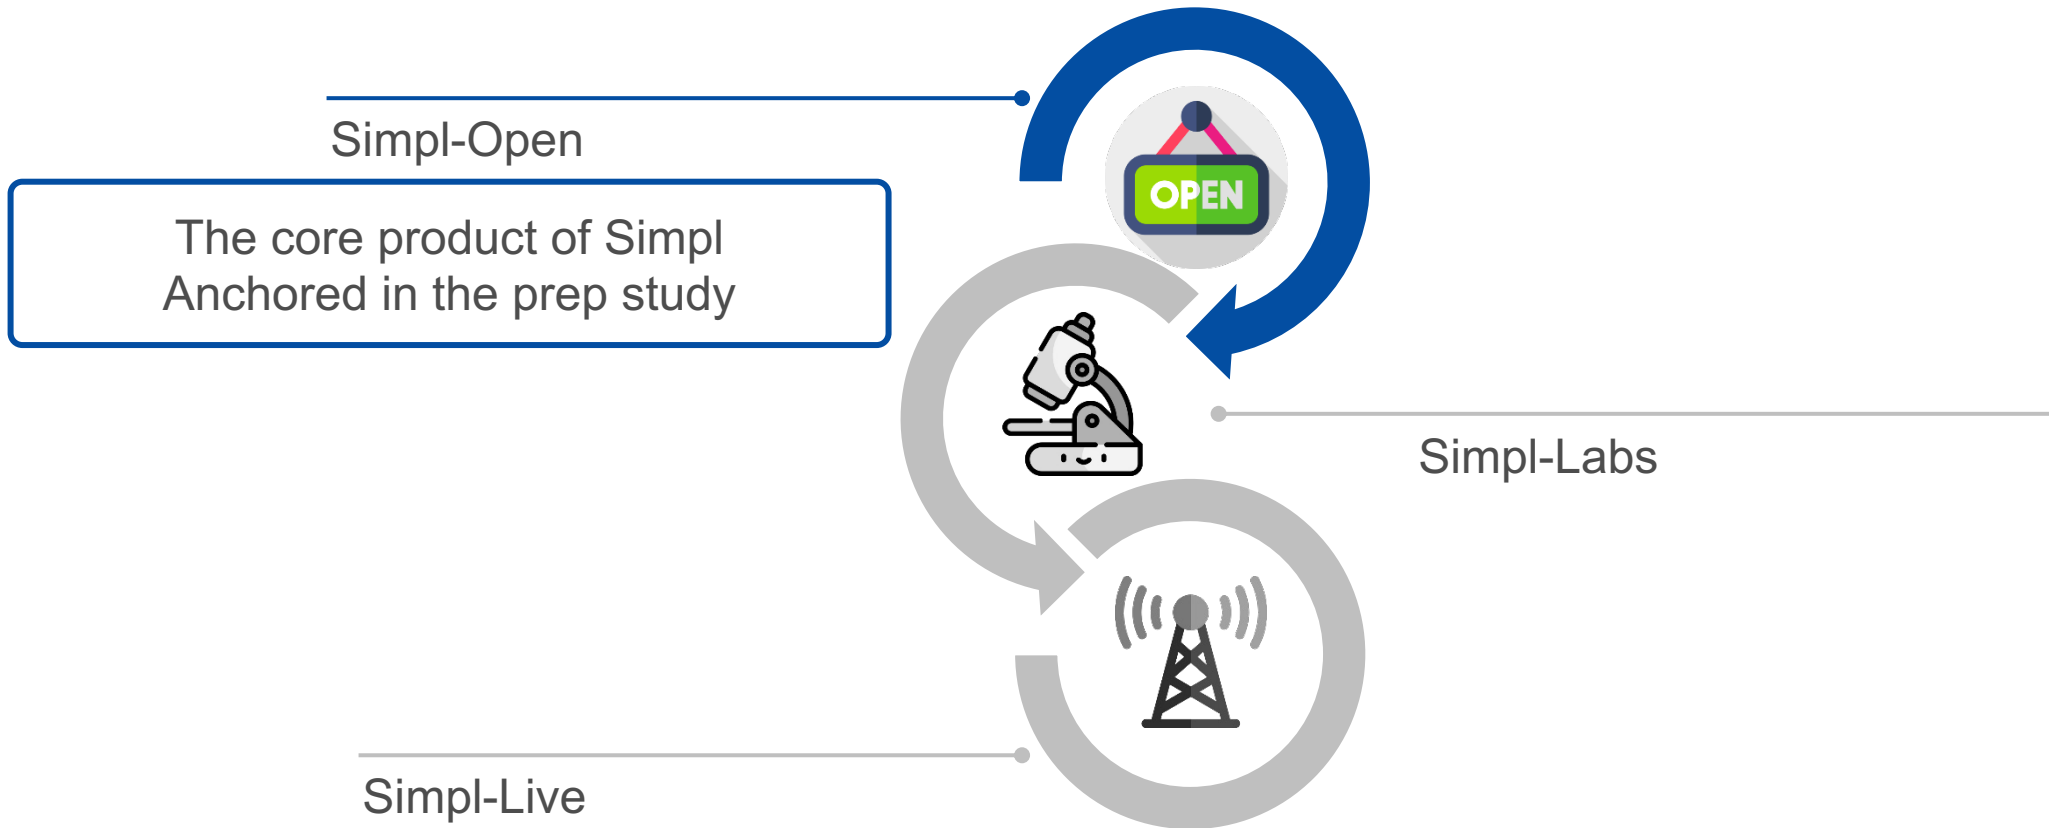 Simpl-Open
The core product of Simpl
Anchored in the prep study
OPEN
Simpl-Labs
Simpl-Live